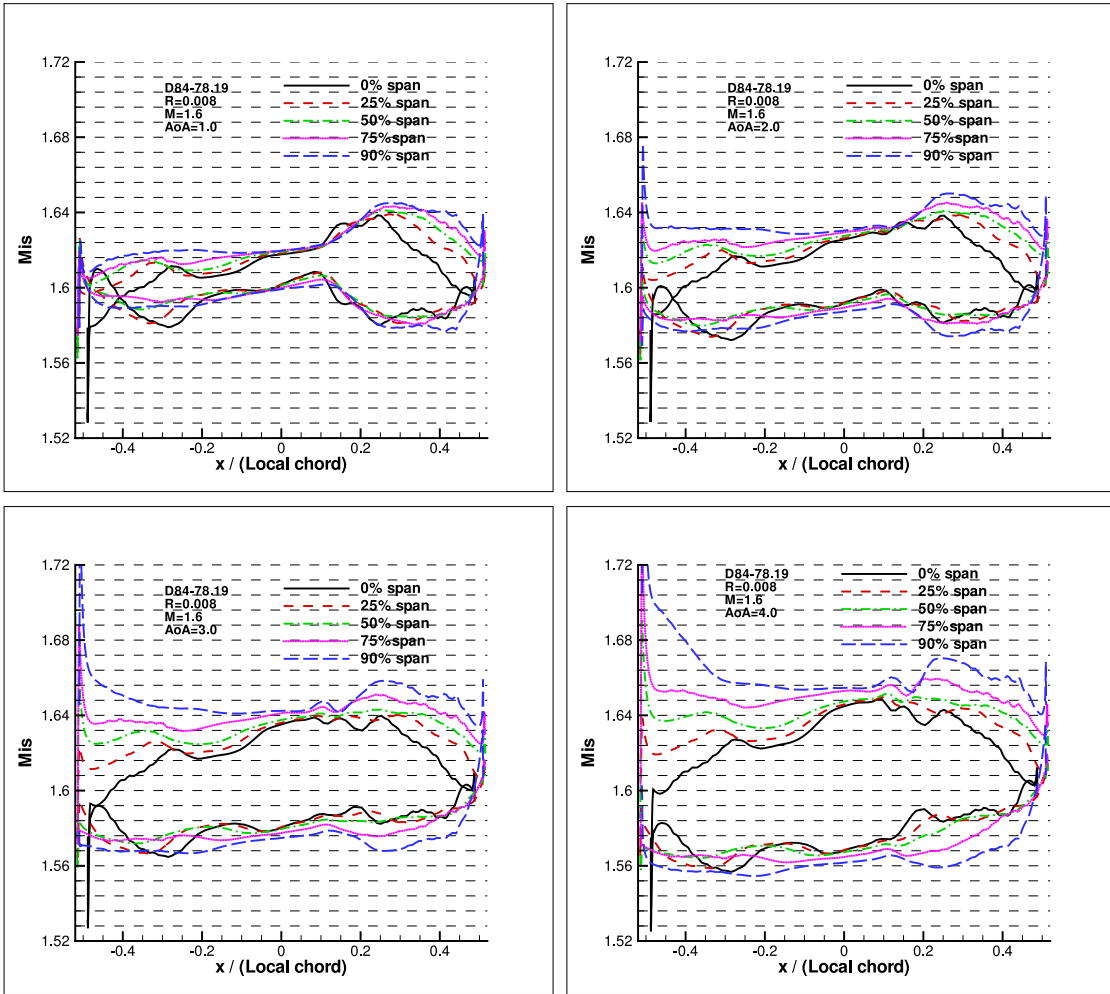 1.72
1.68
1.64
1.6
1.56
1.52
Mis
D84-78.19
R=0.008
M=1.6
AoA=1.0
0% span
25% span
50% span
75%span
90% span
-0.4 -0.2 0 0.2 0.4
x / (Local chord)
1.72
1.68
1.64
1.6
1.56
1.52
Mis
D84-78.19
R=0.008
M=1.6
AoA=2.0
0% span
25% span
50% span
75%span
90% span
-0.4 -0.2 0 0.2 0.4
x / (Local chord)
1.72
1.68
1.64
1.6
1.56
1.52
Mis
D84-78.19
R=0.008
M=1.6
AoA=3.0
0% span
25% span
50% span
75%span
90% span
-0.4 -0.2 0 0.2 0.4
x / (Local chord)
1.72
1.68
1.64
1.6
1.56
1.52
Mis
D84-78.19
R=0.008
M=1.6
AoA=4.0
0% span
25% span
50% span
75%span
90% span
-0.4 -0.2 0 0.2 0.4
x / (Local chord)